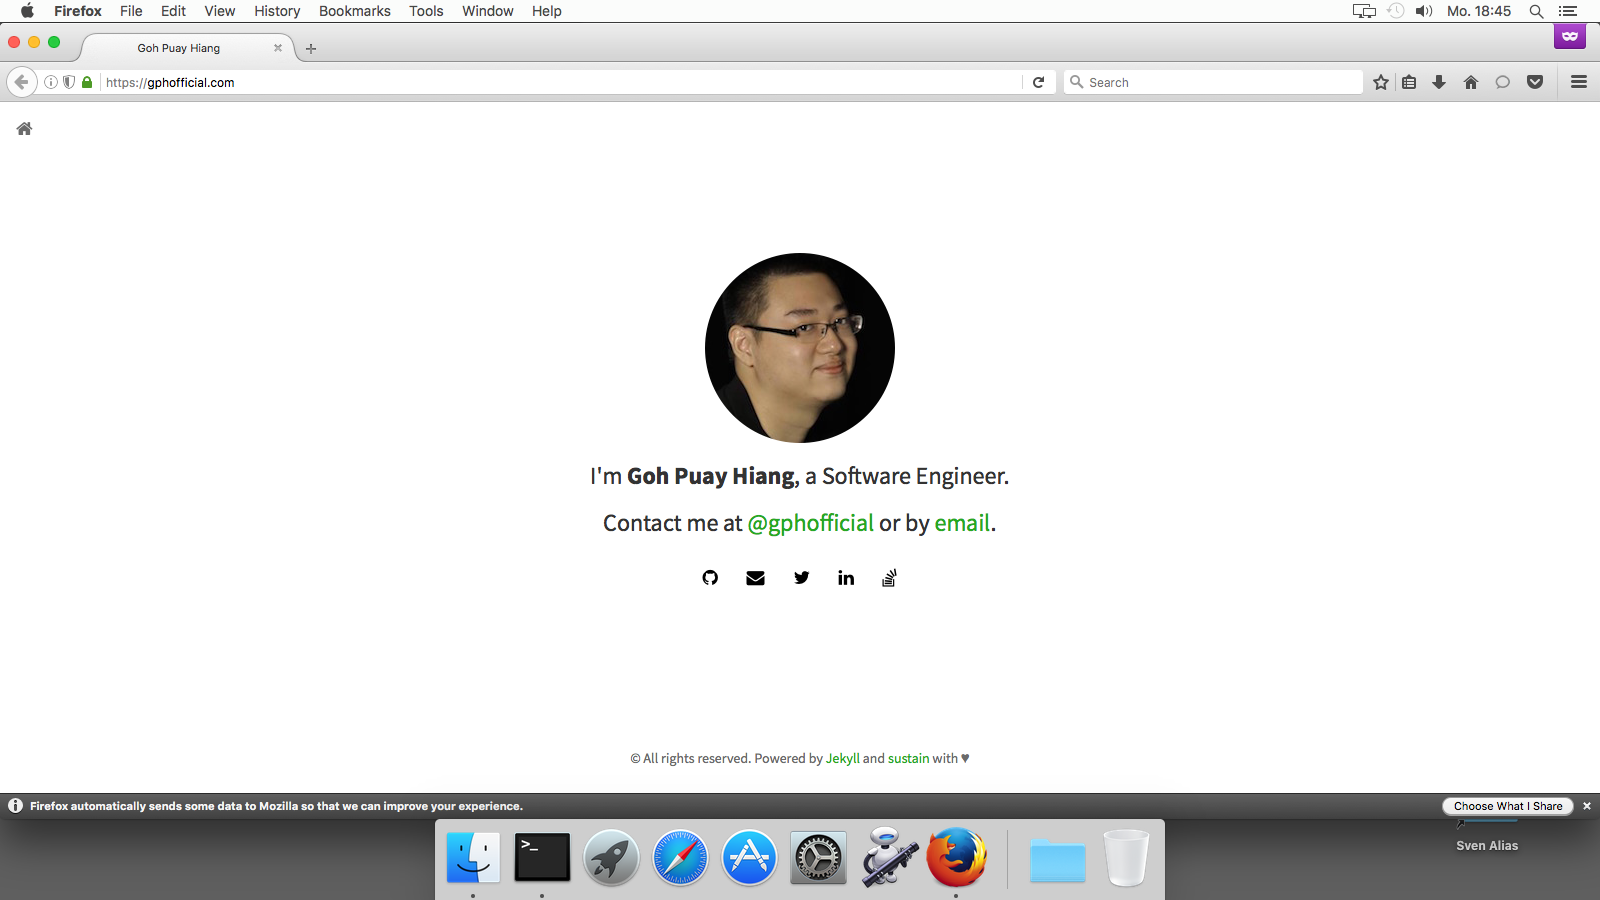 Firefox File Edit View History Bookmarks Tools Window Help Mo. 18:45
Goh Puay Hiang
https://gphofficial.com Search
I'm Goh Puay Hiang, a Software Engineer.
Contact me at @gphofficial or by email.
© All rights reserved. Powered by Jekyll and sustain with ♥
Firefox automatically sends some data to Mozilla so that we can improve your experience. Choose What I Share
>_
Sven Alias